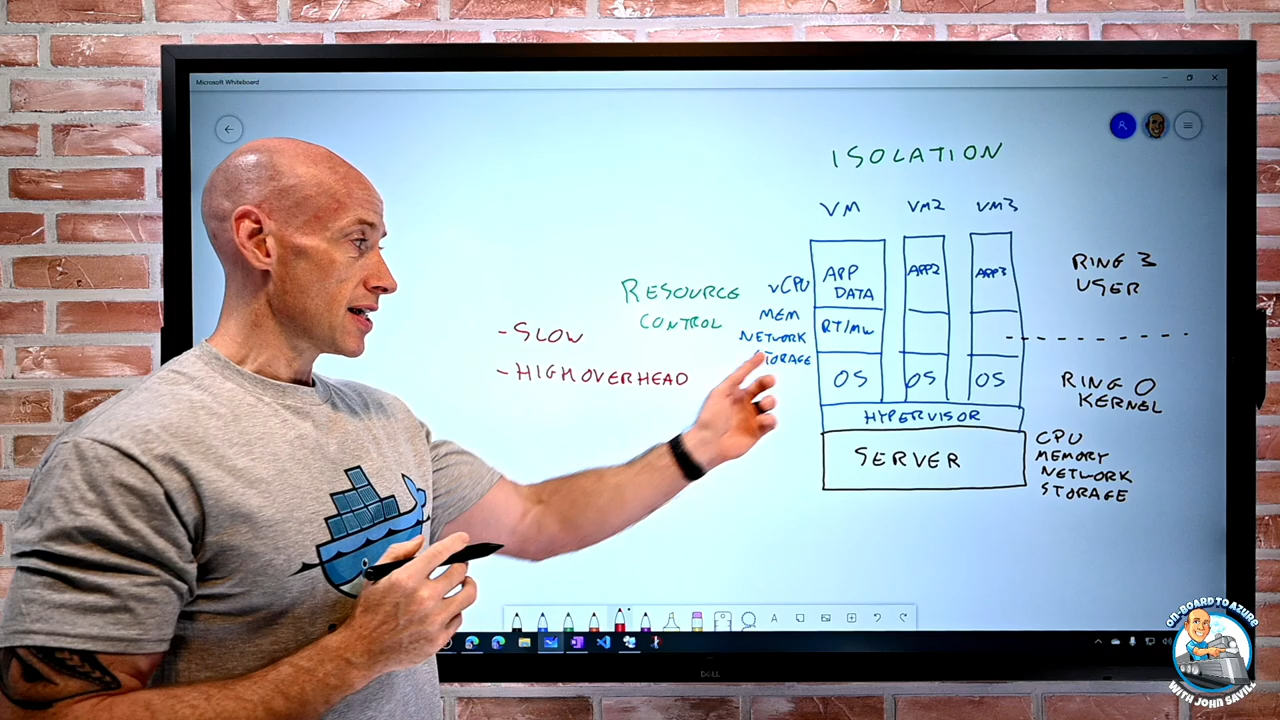 Microsoft Whiteboard
ISOLATION
VM VM2 VM3
APP
DATA
APP2
APP3
RT/MW
OS OS OS
HYPERVISOR
SERVER
vCPU
MEM
NETWORK
STORAGE
RESOURCE
CONTROL
- SLOW
- HIGH OVERHEAD
RING 3
USER
RING 0
KERNEL
CPU
MEMORY
NETWORK
STORAGE
A
DELL
ON-BOARD TO AZURE
WITH JOHN SAVILL